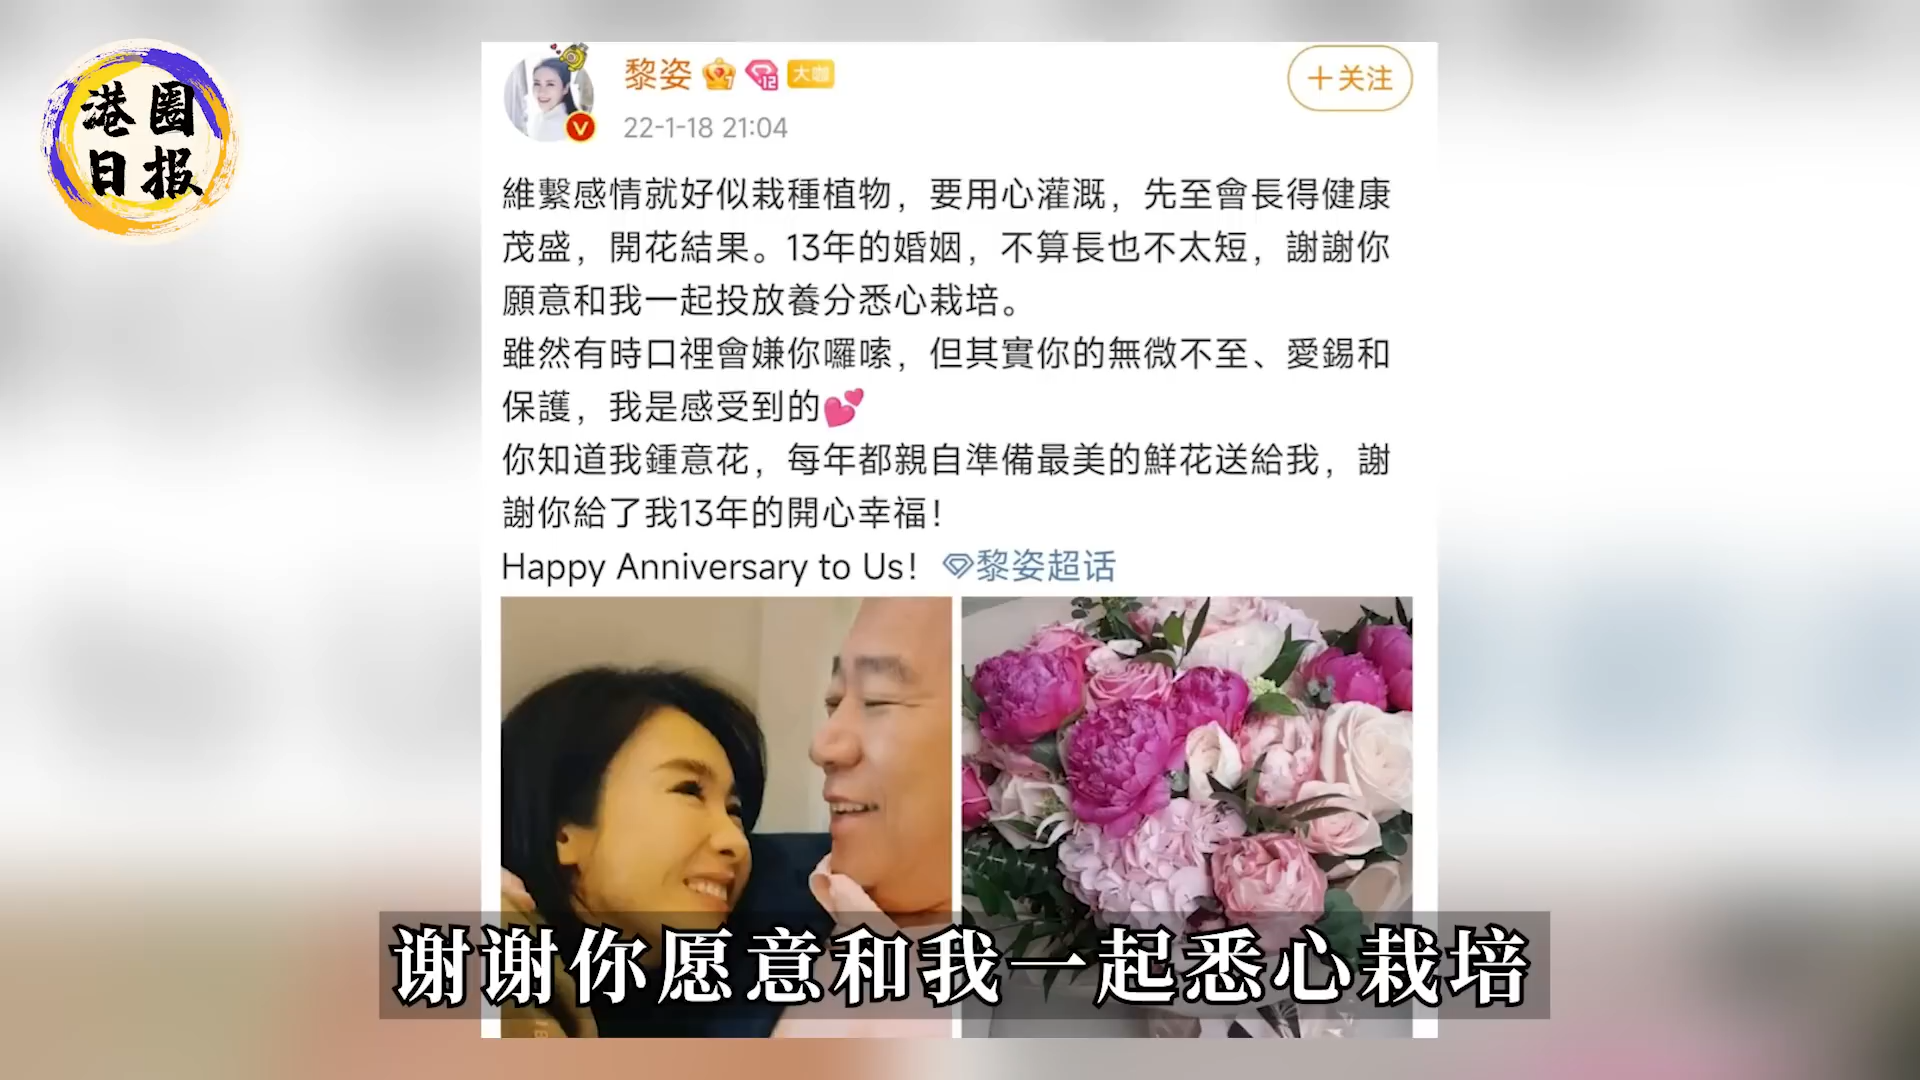 港圈
日报
黎姿 大咖
+关注
22-1-18 21:04
維繫感情就好似栽種植物，要用心灌溉，先至會長得健康
茂盛，開花結果。13年的婚姻，不算長也不太短，謝謝你
願意和我一起投放養分悉心栽培。
雖然有時口裡會嫌你囉嗦，但其實你的無微不至、愛錫和
保護，我是感受到的💕
你知道我鍾意花，每年都親自準備最美的鮮花送給我，謝
謝你給了我13年的開心幸福！
Happy Anniversary to Us! 黎姿超话
谢谢你愿意和我一起悉心栽培